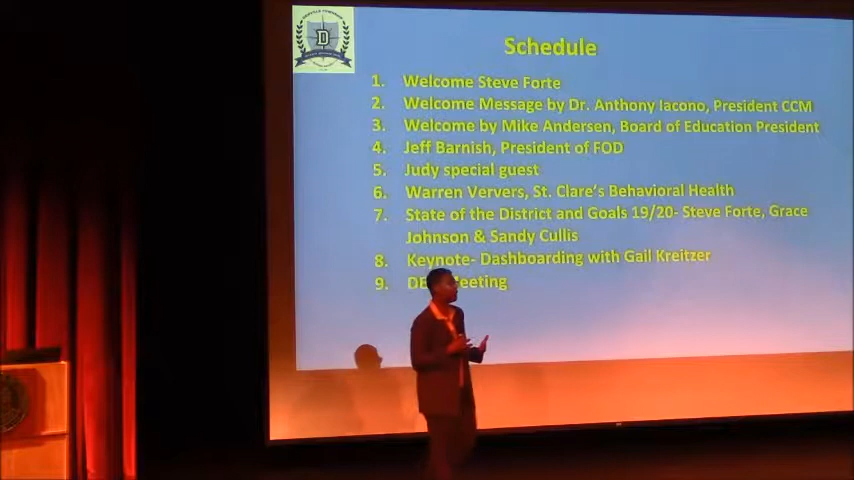 D
Schedule
1. Welcome Steve Forte
2. Welcome Message by Dr. Anthony Iacono, President CCM
3. Welcome by Mike Andersen, Board of Education President
4. Jeff Barnish, President of FOD
5. Judy special guest
6. Warren Ververs, St. Clare's Behavioral Health
7. State of the District and Goals 19/20- Steve Forte, Grace
Johnson & Sandy Cullis
8. Keynote- Dashboarding with Gail Kreitzer
9. Meeting